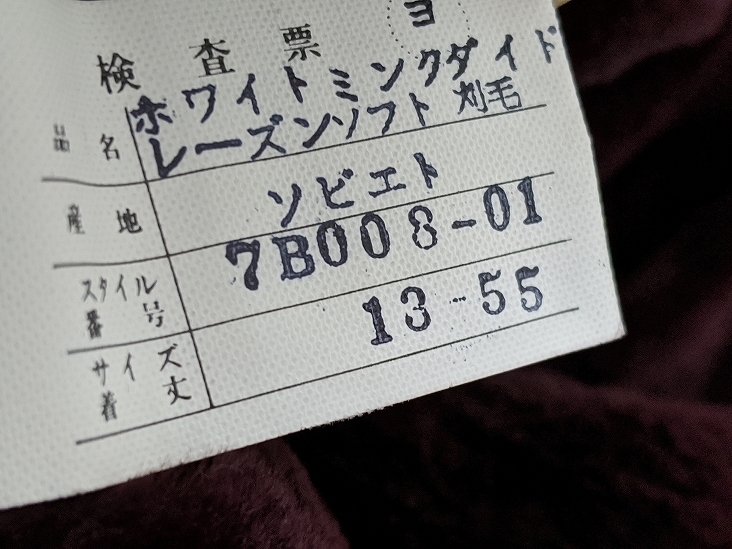 ヨ
検査票
品名 ホワイトミンクダイド
レーズンソフト 刈毛
産地 ソビエト
スタイル番号 7B008-01
サイズ着丈 13-55